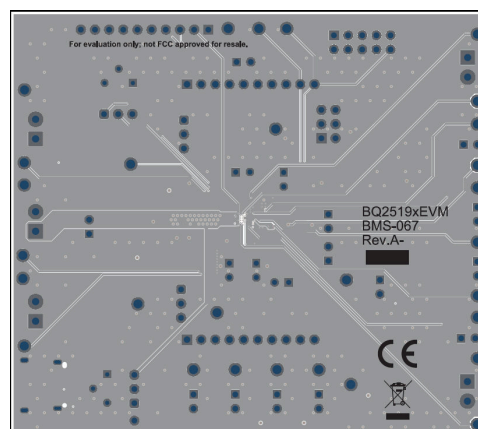 For evaluation only; not FCC approved for resale.
BQ2519xEVM
BMS-067
Rev.A-
CE